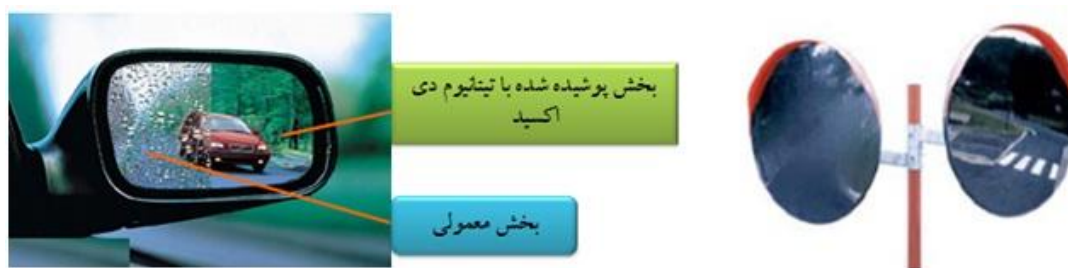 بخش پوشیده شده با تیتانیوم دی
اکسید
بخش معمولی